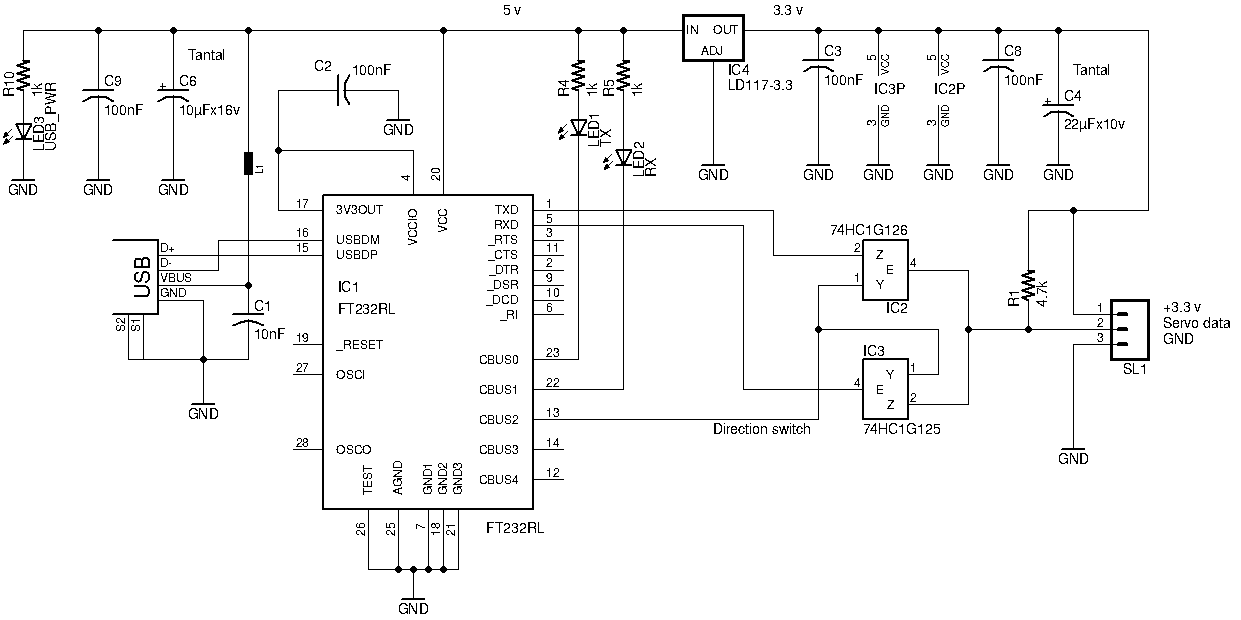 5 v
3.3 v
R10
1k
LED3
USB_PWR
GND
C9
100nF
GND
Tantal
C6
+
10µFx16v
GND
L1
C2
100nF
GND
R4
1k
LED1
TX
R5
1k
LED2
RX
IN OUT
ADJ
IC4
LD117-3.3
GND
C3
100nF
GND
5
VCC
IC3P
3
GND
GND
5
VCC
IC2P
3
GND
GND
C8
100nF
GND
Tantal
C4
+
22µFx10v
GND
USB
D+
D-
VBUS
GND
S2
S1
C1
10nF
GND
17 3V3OUT
16 USBDM
15 USBDP
19 _RESET
27 OSCI
28 OSCO
4
VCCIO
20
VCC
IC1
FT232RL
TXD 1
RXD 5
_RTS 3
_CTS 11
_DTR 2
_DSR 9
_DCD 10
_RI 6
CBUS0 23
CBUS1 22
CBUS2 13
CBUS3 14
CBUS4 12
TEST
AGND
GND1
GND2
GND3
26
25
7
18
21
FT232RL
GND
Direction switch
74HC1G126
2 Z
E 4
1 Y
IC2
IC3
Y 1
4 E
Z 2
74HC1G125
R1
4.7k
1
2
3
+3.3 v
Servo data
GND
SL1
GND